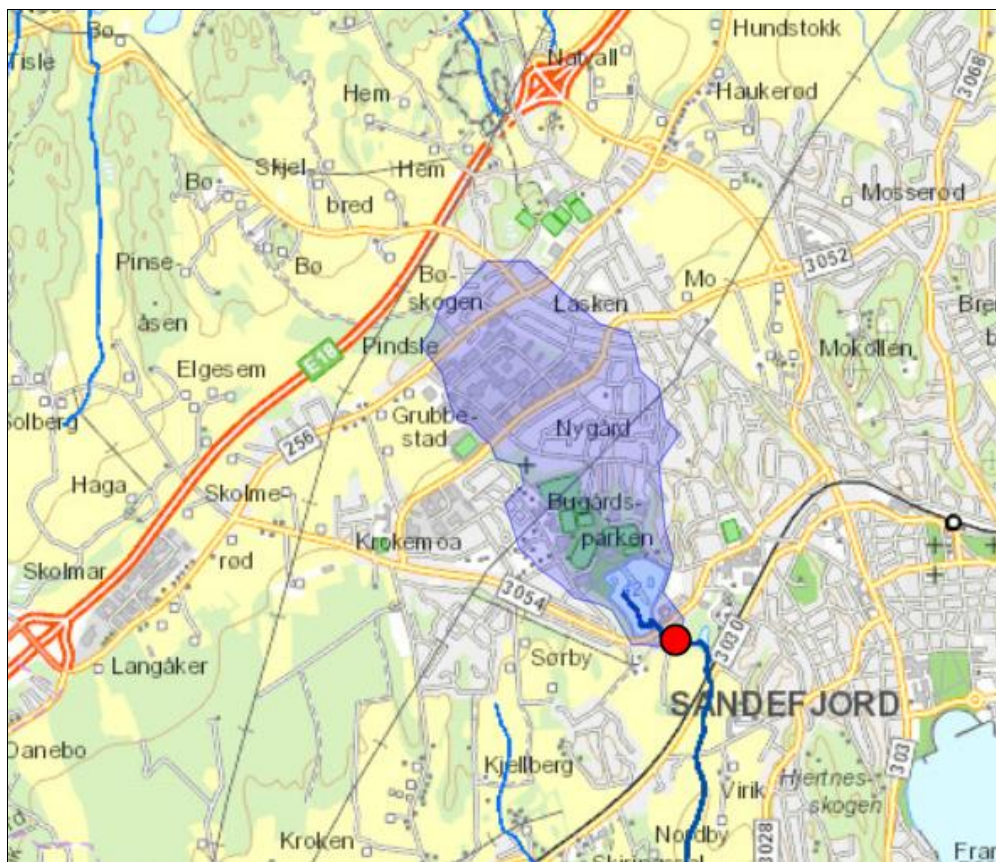 Bø
Tisle
Natvall
Hundstokk
3068
Hem
Haukerød
Skjel-
bred
Hem
Bø
Mosserød
Pinse-
åsen
Bø
Bø-
skogen
Lasken
Mo
3052
Pindsle
E18
Mokollen
Elgesem
Solberg
Grubbe-
stad
Nygård
256
Haga
Skolme-
rød
Bugårds-
parken
Krokemoa
Skolmar
3054
3030
Langåker
Sørby
SANDEFJORD
303
Danebo
Kjellberg
Virik
Hjertnes-
skogen
Kroken
Nordby
3028